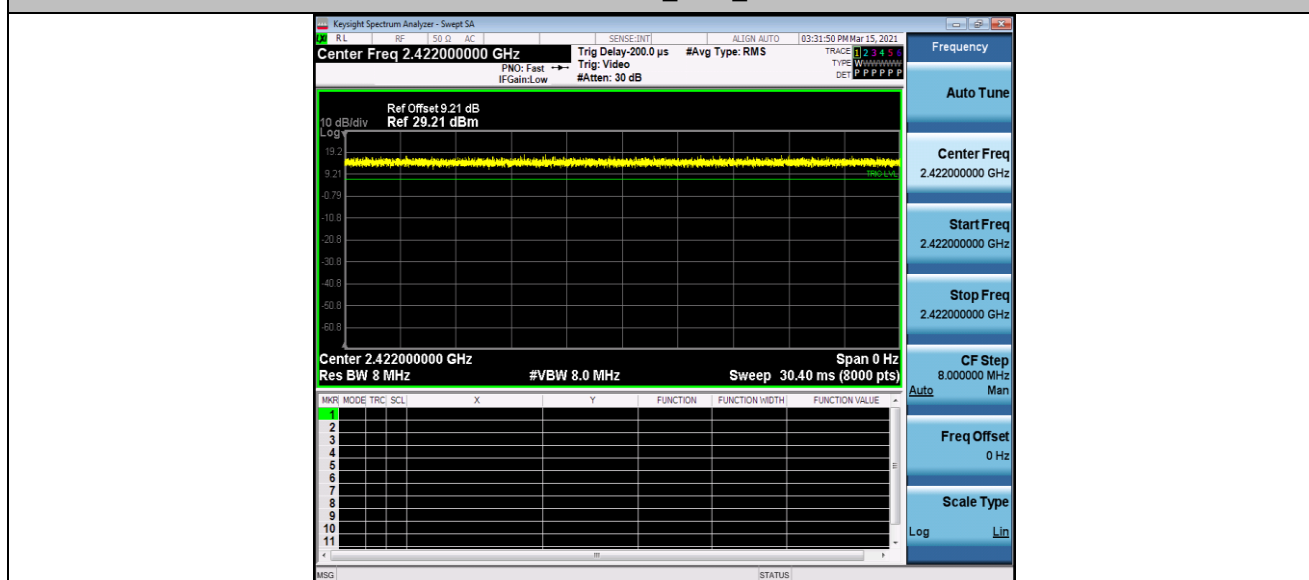 Keysight Spectrum Analyzer - Swept SA
RL RF 50 Ω AC SENSE:INT ALIGN AUTO 03:31:50 PM Mar 15, 2021
Center Freq 2.422000000 GHz
PNO: Fast
IFGain:Low
Trig Delay-200.0 µs
Trig: Video
#Atten: 30 dB
#Avg Type: RMS
TRACE 1 2 3 4 5 6
TYPE WWWWWW
DET P P P P P P
Ref Offset 9.21 dB
10 dB/div Ref 29.21 dBm
Log
19.2
9.21
TRIG LVL
-0.79
-10.8
-20.8
-30.8
-40.8
-50.8
-60.8
Center 2.422000000 GHz Span 0 Hz
Res BW 8 MHz #VBW 8.0 MHz Sweep 30.40 ms (8000 pts)
MKR MODE TRC SCL X Y FUNCTION FUNCTION WIDTH FUNCTION VALUE
1
2
3
4
5
6
7
8
9
10
11
MSG STATUS
Frequency
Auto Tune
Center Freq
2.422000000 GHz
Start Freq
2.422000000 GHz
Stop Freq
2.422000000 GHz
CF Step
8.000000 MHz
Auto Man
Freq Offset
0 Hz
Scale Type
Log Lin